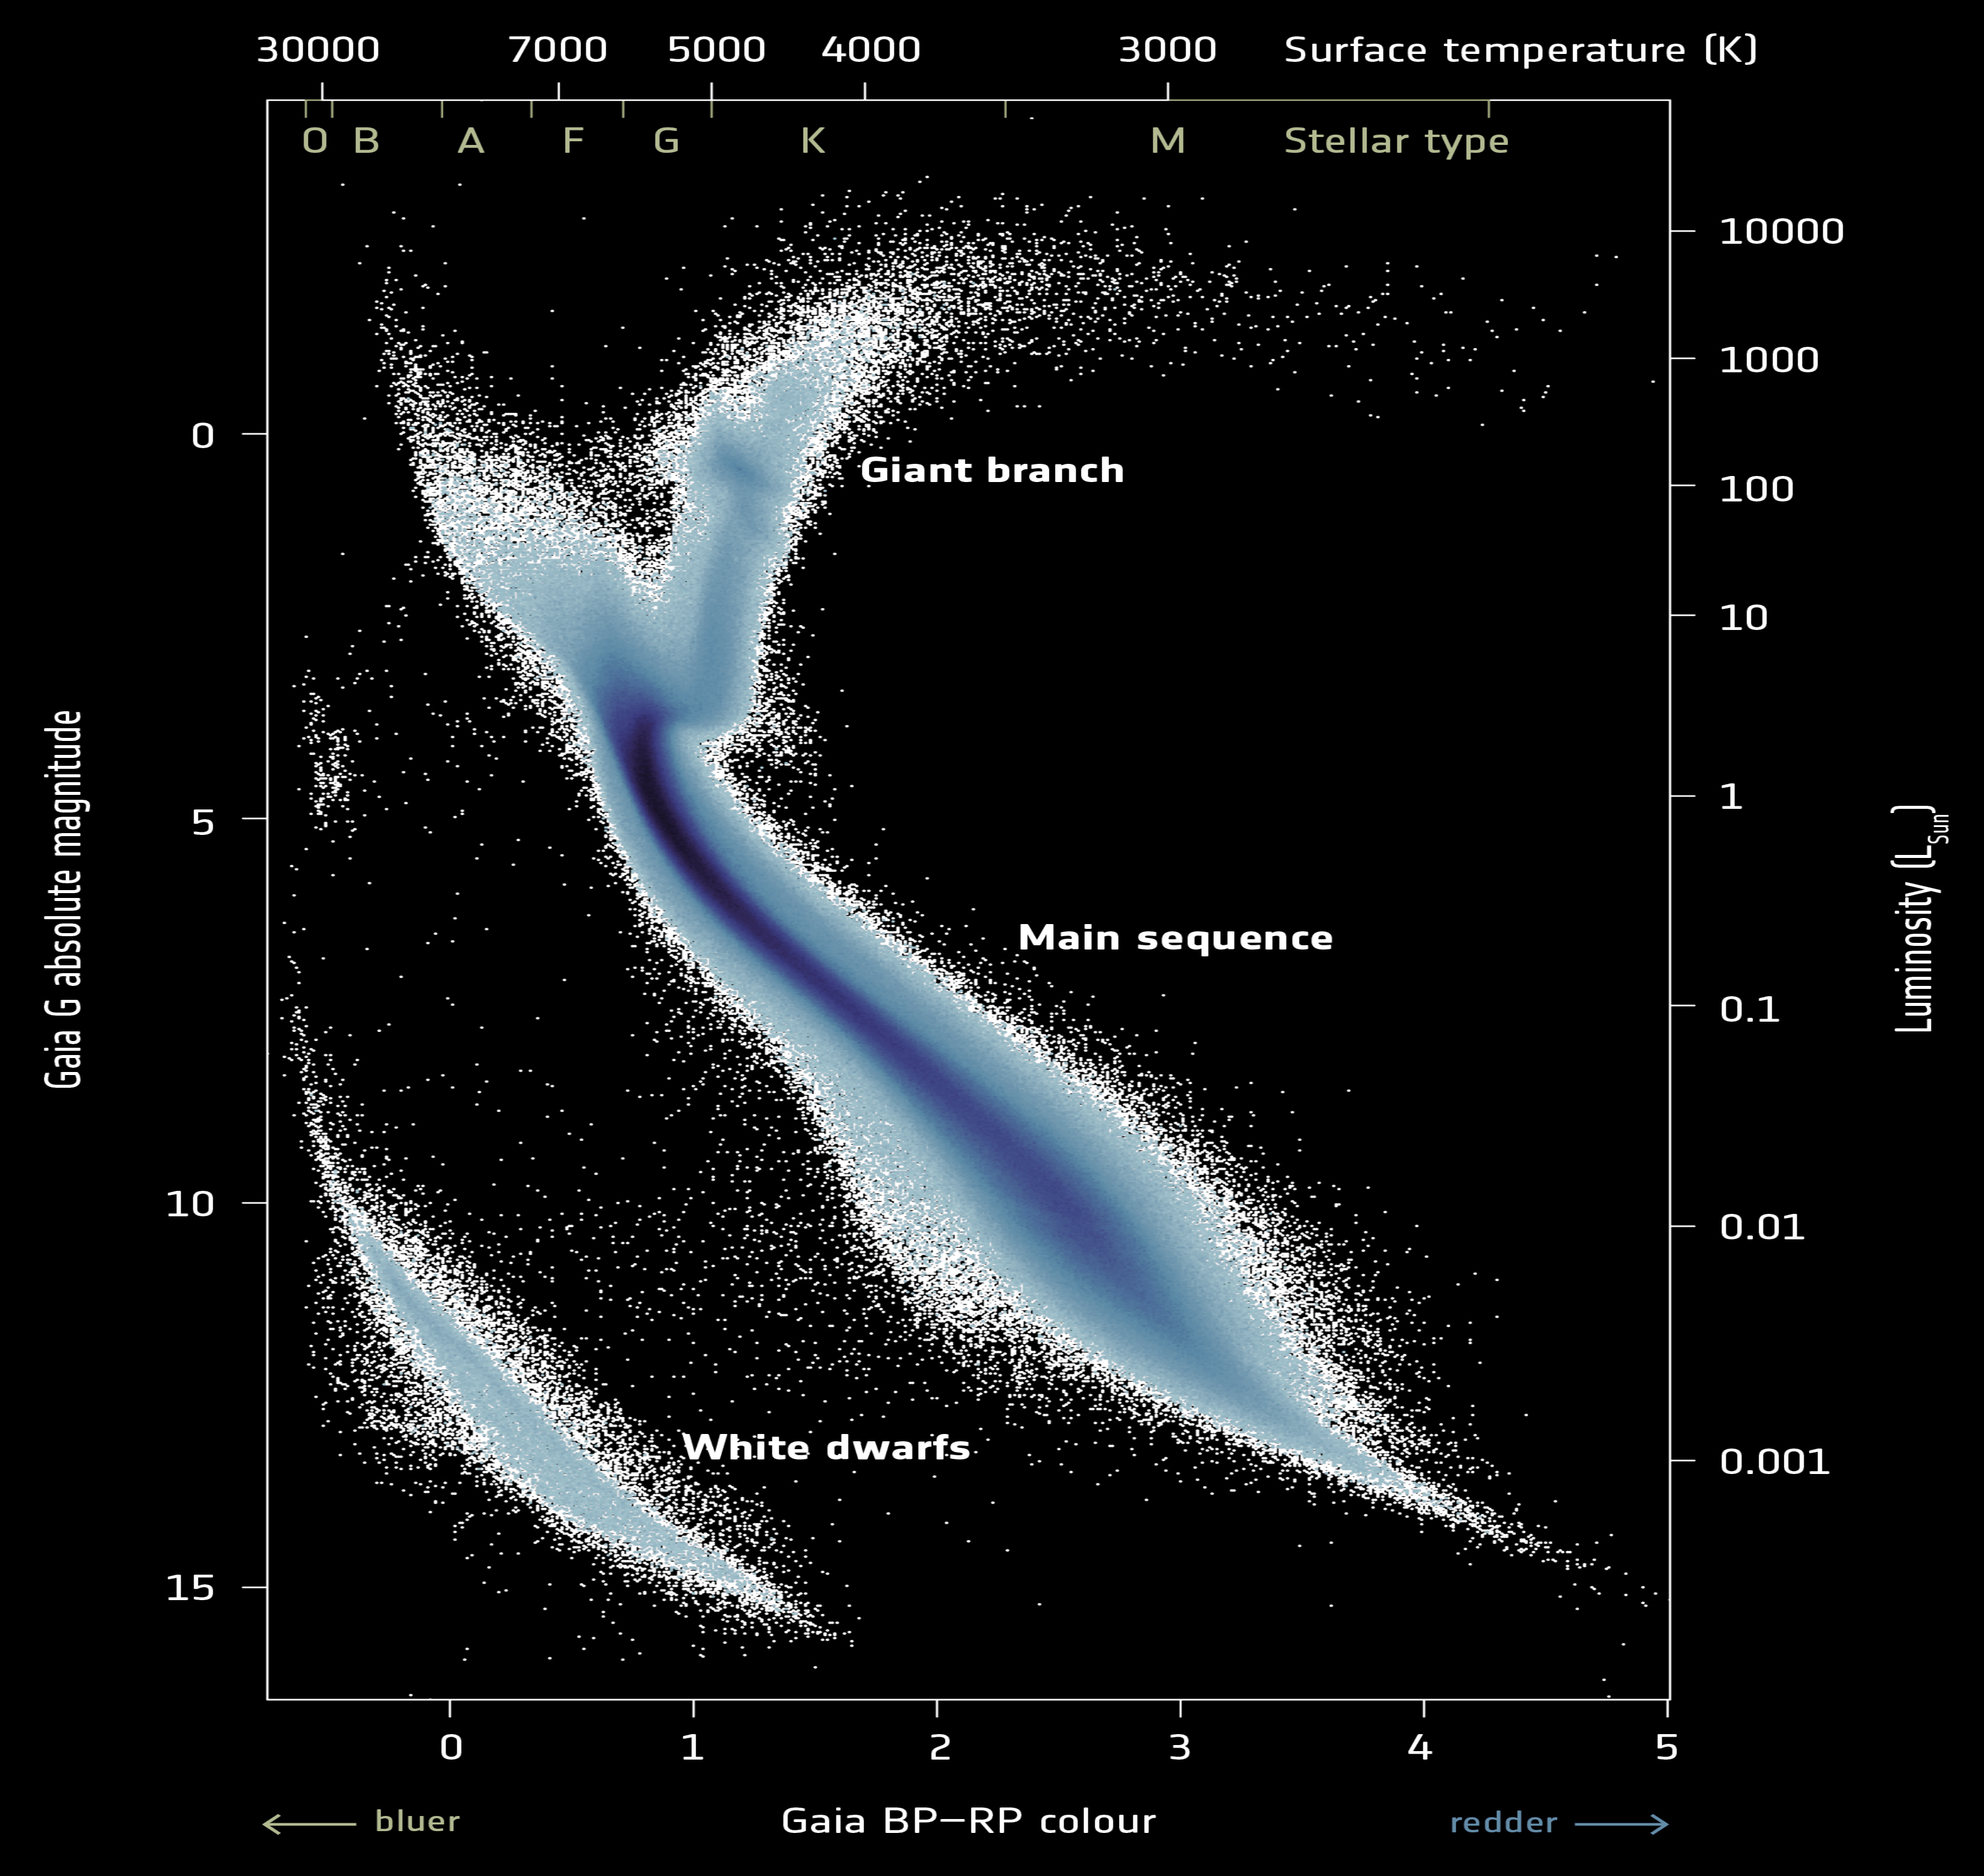 30000 7000 5000 4000 3000 Surface temperature (K)
O B A F G K M Stellar type
10000
1000
0
Giant branch
100
10
Gaia G absolute magnitude
1
5
Luminosity (LSun)
Main sequence
0.1
10
0.01
White dwarfs
0.001
15
0 1 2 3 4 5
bluer Gaia BP–RP colour redder